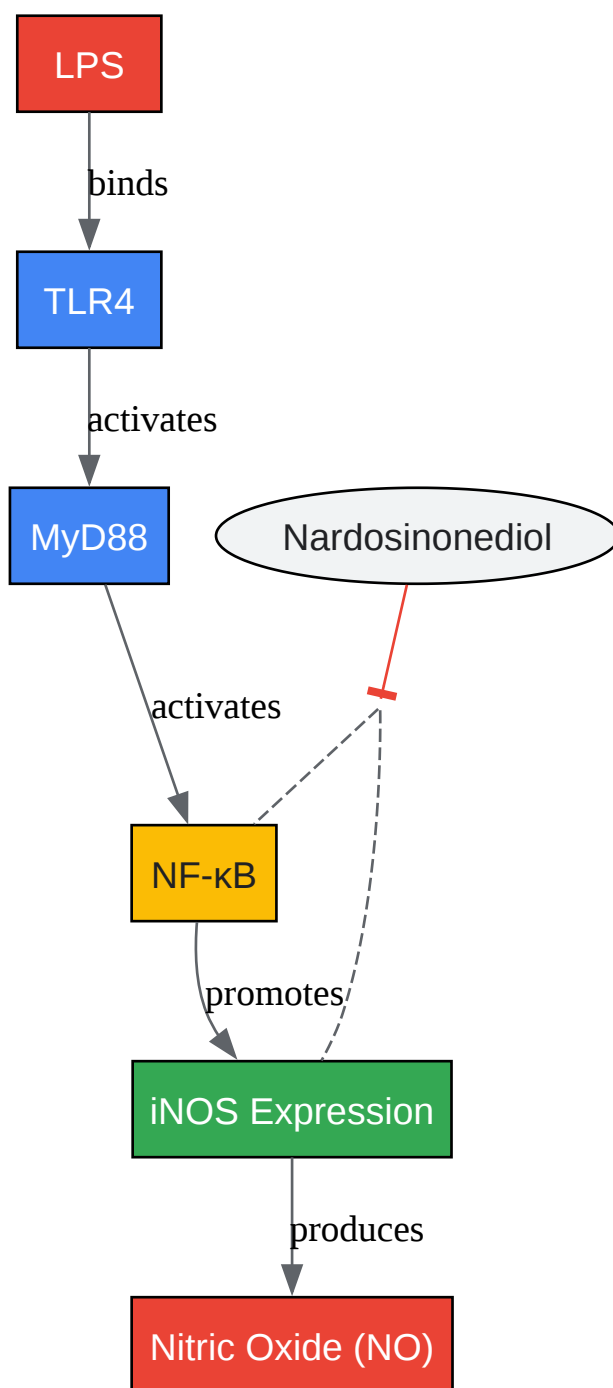 LPS
binds
TLR4
activates
MyD88
Nardosinonediol
activates
NF-κB
promotes
iNOS Expression
produces
Nitric Oxide (NO)